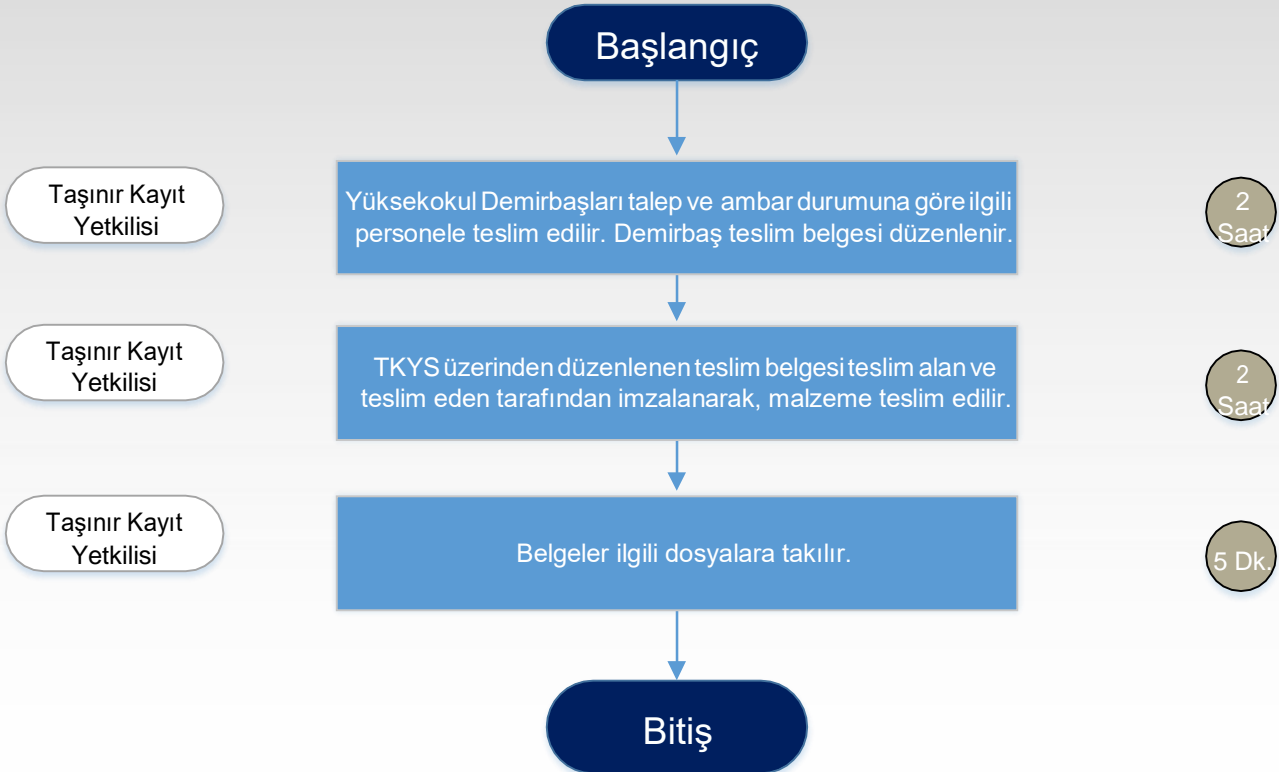 Başlangıç
Taşınır Kayıt
Yetkilisi
Yüksekokul Demirbaşları talep ve ambar durumuna göre ilgili
personele teslim edilir. Demirbaş teslim belgesi düzenlenir.
2
Saat
Taşınır Kayıt
Yetkilisi
TKYS üzerinden düzenlenen teslim belgesi teslim alan ve
teslim eden tarafından imzalanarak, malzeme teslim edilir.
2
Saat
Taşınır Kayıt
Yetkilisi
Belgeler ilgili dosyalara takılır.
5 Dk.
Bitiş